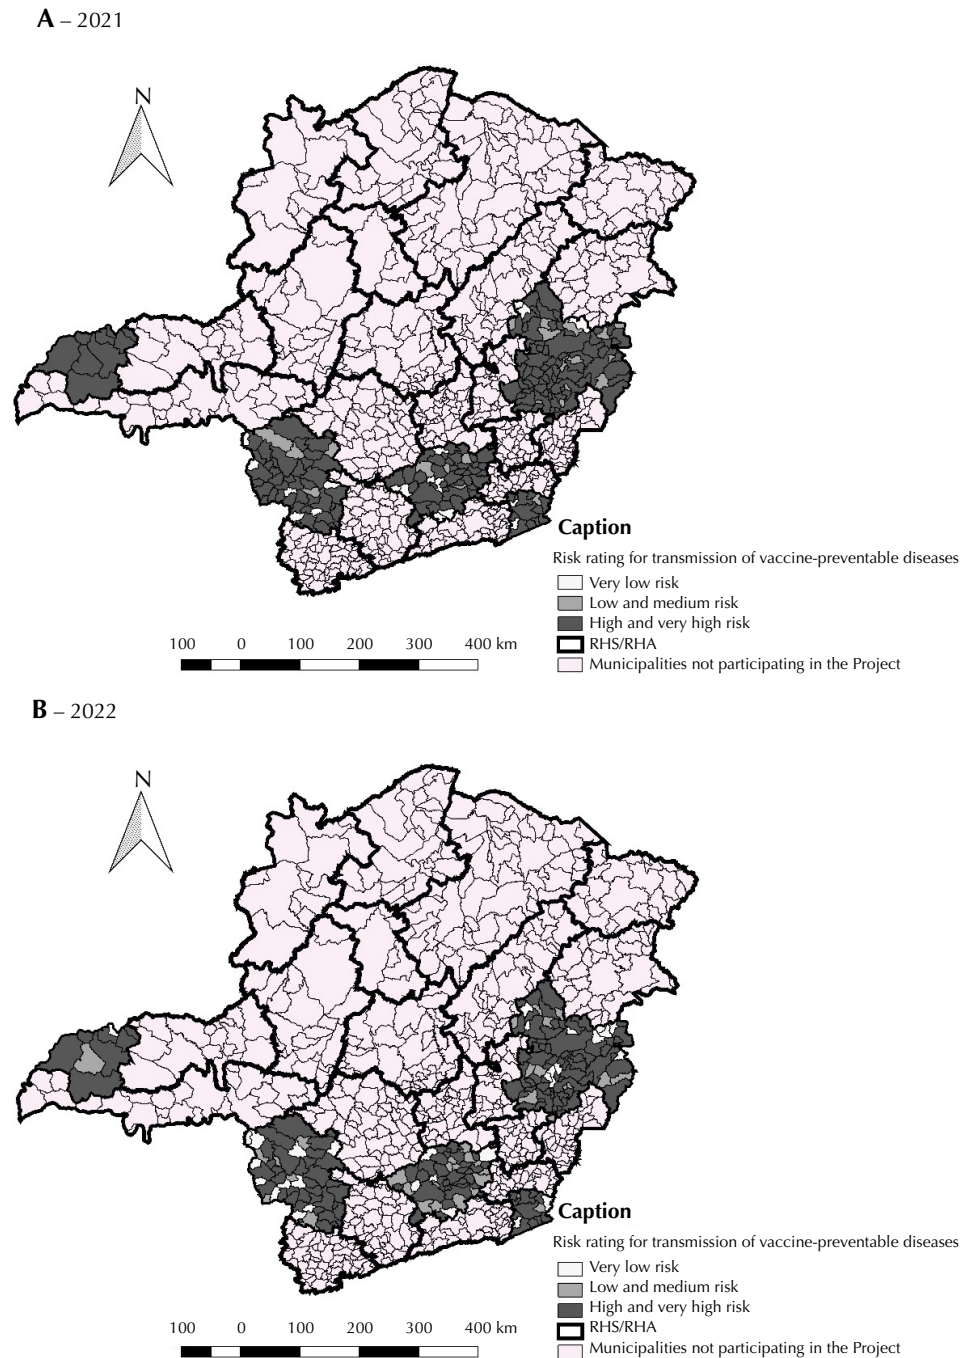 A – 2021
N
Caption
Risk rating for transmission of vaccine-preventable diseases
Very low risk
Low and medium risk
High and very high risk
RHS/RHA
Municipalities not participating in the Project
100 0 100 200 300 400 km
B – 2022
N
Caption
Risk rating for transmission of vaccine-preventable diseases
Very low risk
Low and medium risk
High and very high risk
RHS/RHA
Municipalities not participating in the Project
100 0 100 200 300 400 km